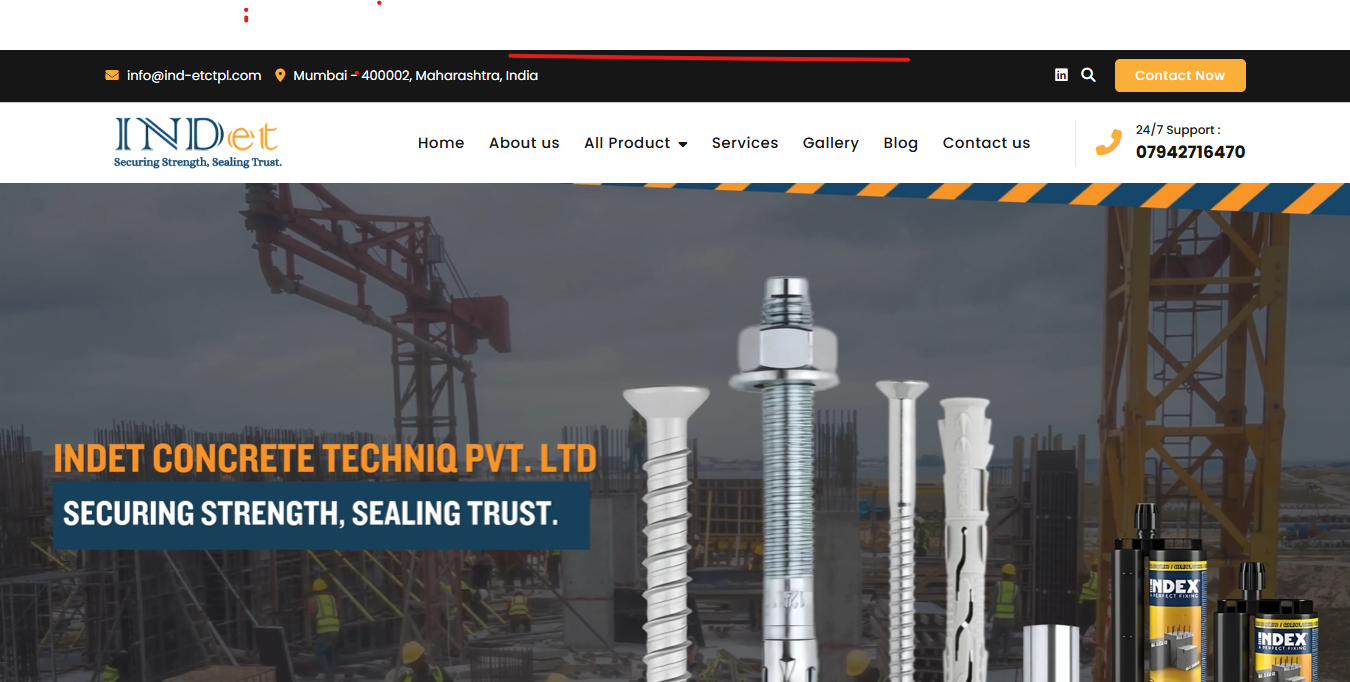 info@ind-etctpl.com Mumbai - 400002, Maharashtra, India
Contact Now
INDet
Securing Strength, Sealing Trust.
Home About us All Product Services Gallery Blog Contact us
24/7 Support :
07942716470
INDET CONCRETE TECHNIQ PVT. LTD
SECURING STRENGTH, SEALING TRUST.
INDEX
A PERFECT FIXING
INDEX
A PERFECT FIXING